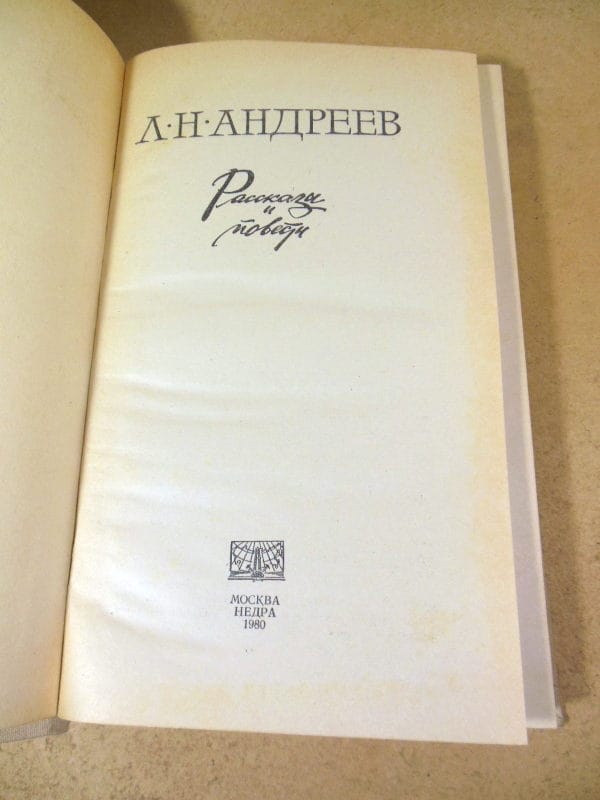 Л·Н·АНДРЕЕВ
Рассказы
и
повести
МОСКВА
НЕДРА
1980